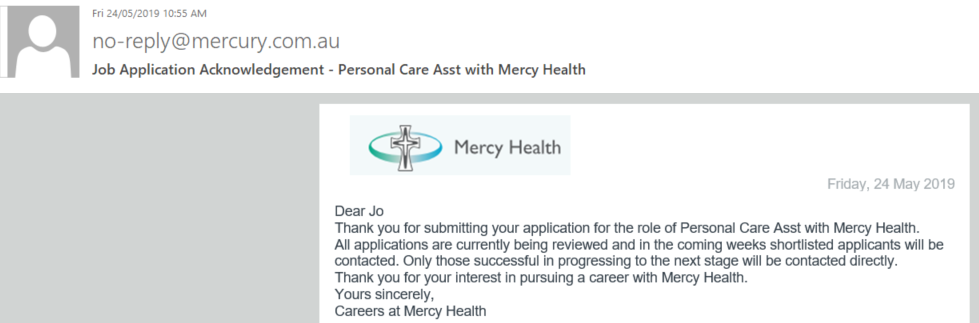 Fri 24/05/2019 10:55 AM
no-reply@mercury.com.au
Job Application Acknowledgement - Personal Care Asst with Mercy Health
Mercy Health
Friday, 24 May 2019
Dear Jo
Thank you for submitting your application for the role of Personal Care Asst with Mercy Health.
All applications are currently being reviewed and in the coming weeks shortlisted applicants will be
contacted. Only those successful in progressing to the next stage will be contacted directly.
Thank you for your interest in pursuing a career with Mercy Health.
Yours sincerely,
Careers at Mercy Health